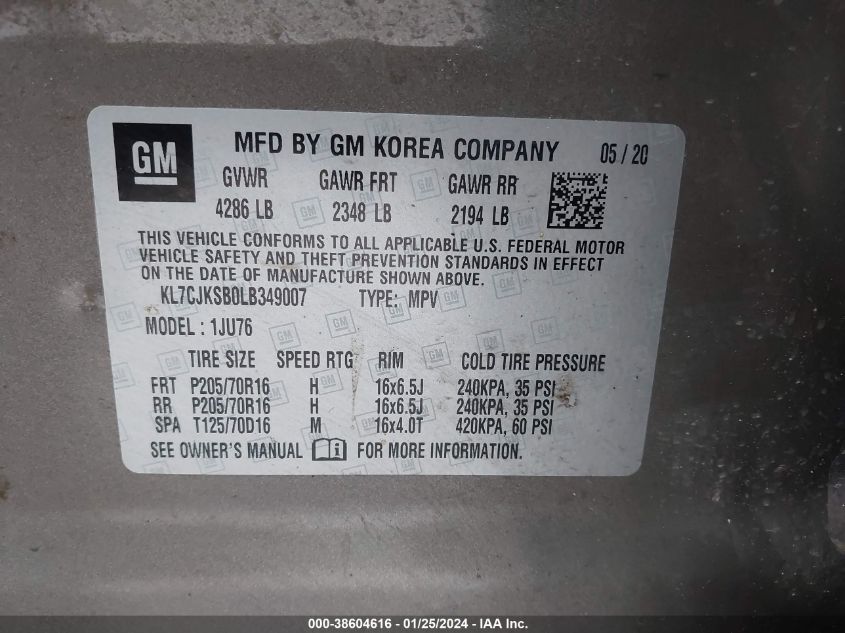 GM MFD BY GM KOREA COMPANY 05 / 20
GVWR GAWR FRT GAWR RR
4286 LB 2348 LB 2194 LB
THIS VEHICLE CONFORMS TO ALL APPLICABLE U.S. FEDERAL MOTOR
VEHICLE SAFETY AND THEFT PREVENTION STANDARDS IN EFFECT
ON THE DATE OF MANUFACTURE SHOWN ABOVE.
KL7CJKSB0LB349007 TYPE: MPV
MODEL : 1JU76
TIRE SIZE SPEED RTG RIM COLD TIRE PRESSURE
FRT P205/70R16 H 16x6.5J 240KPA, 35 PSI
RR P205/70R16 H 16x6.5J 240KPA, 35 PSI
SPA T125/70D16 M 16x4.0T 420KPA, 60 PSI
SEE OWNER'S MANUAL FOR MORE INFORMATION.
000-38604616 - 01/25/2024 - IAA Inc.